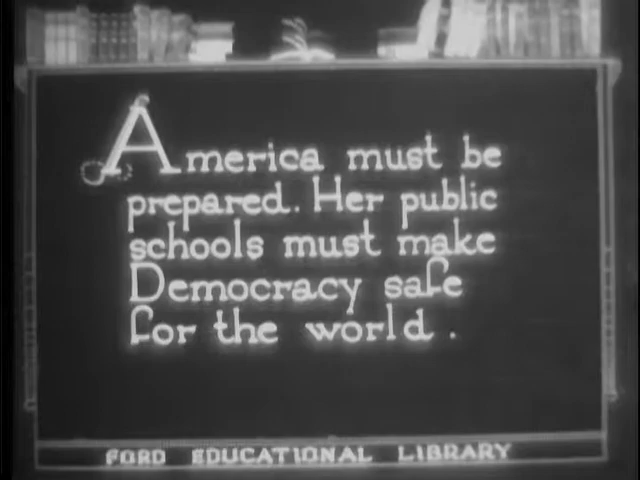 America must be
prepared. Her public
schools must make
Democracy safe
for the world.
FORD EDUCATIONAL LIBRARY